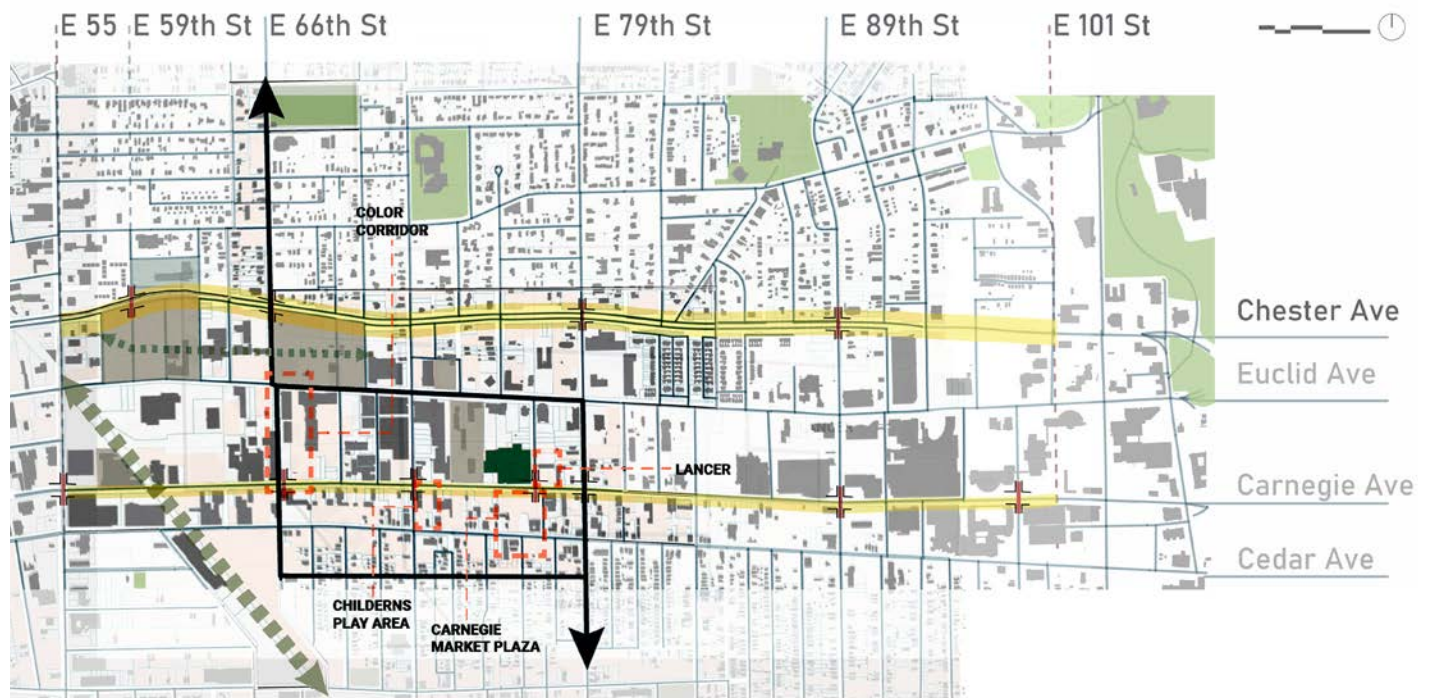 E 55 E 59th St E 66th St E 79th St E 89th St E 101 St
COLOR
CORRIDOR
Chester Ave
Euclid Ave
LANCER
Carnegie Ave
Cedar Ave
CHILDERNS
PLAY AREA
CARNEGIE
MARKET PLAZA